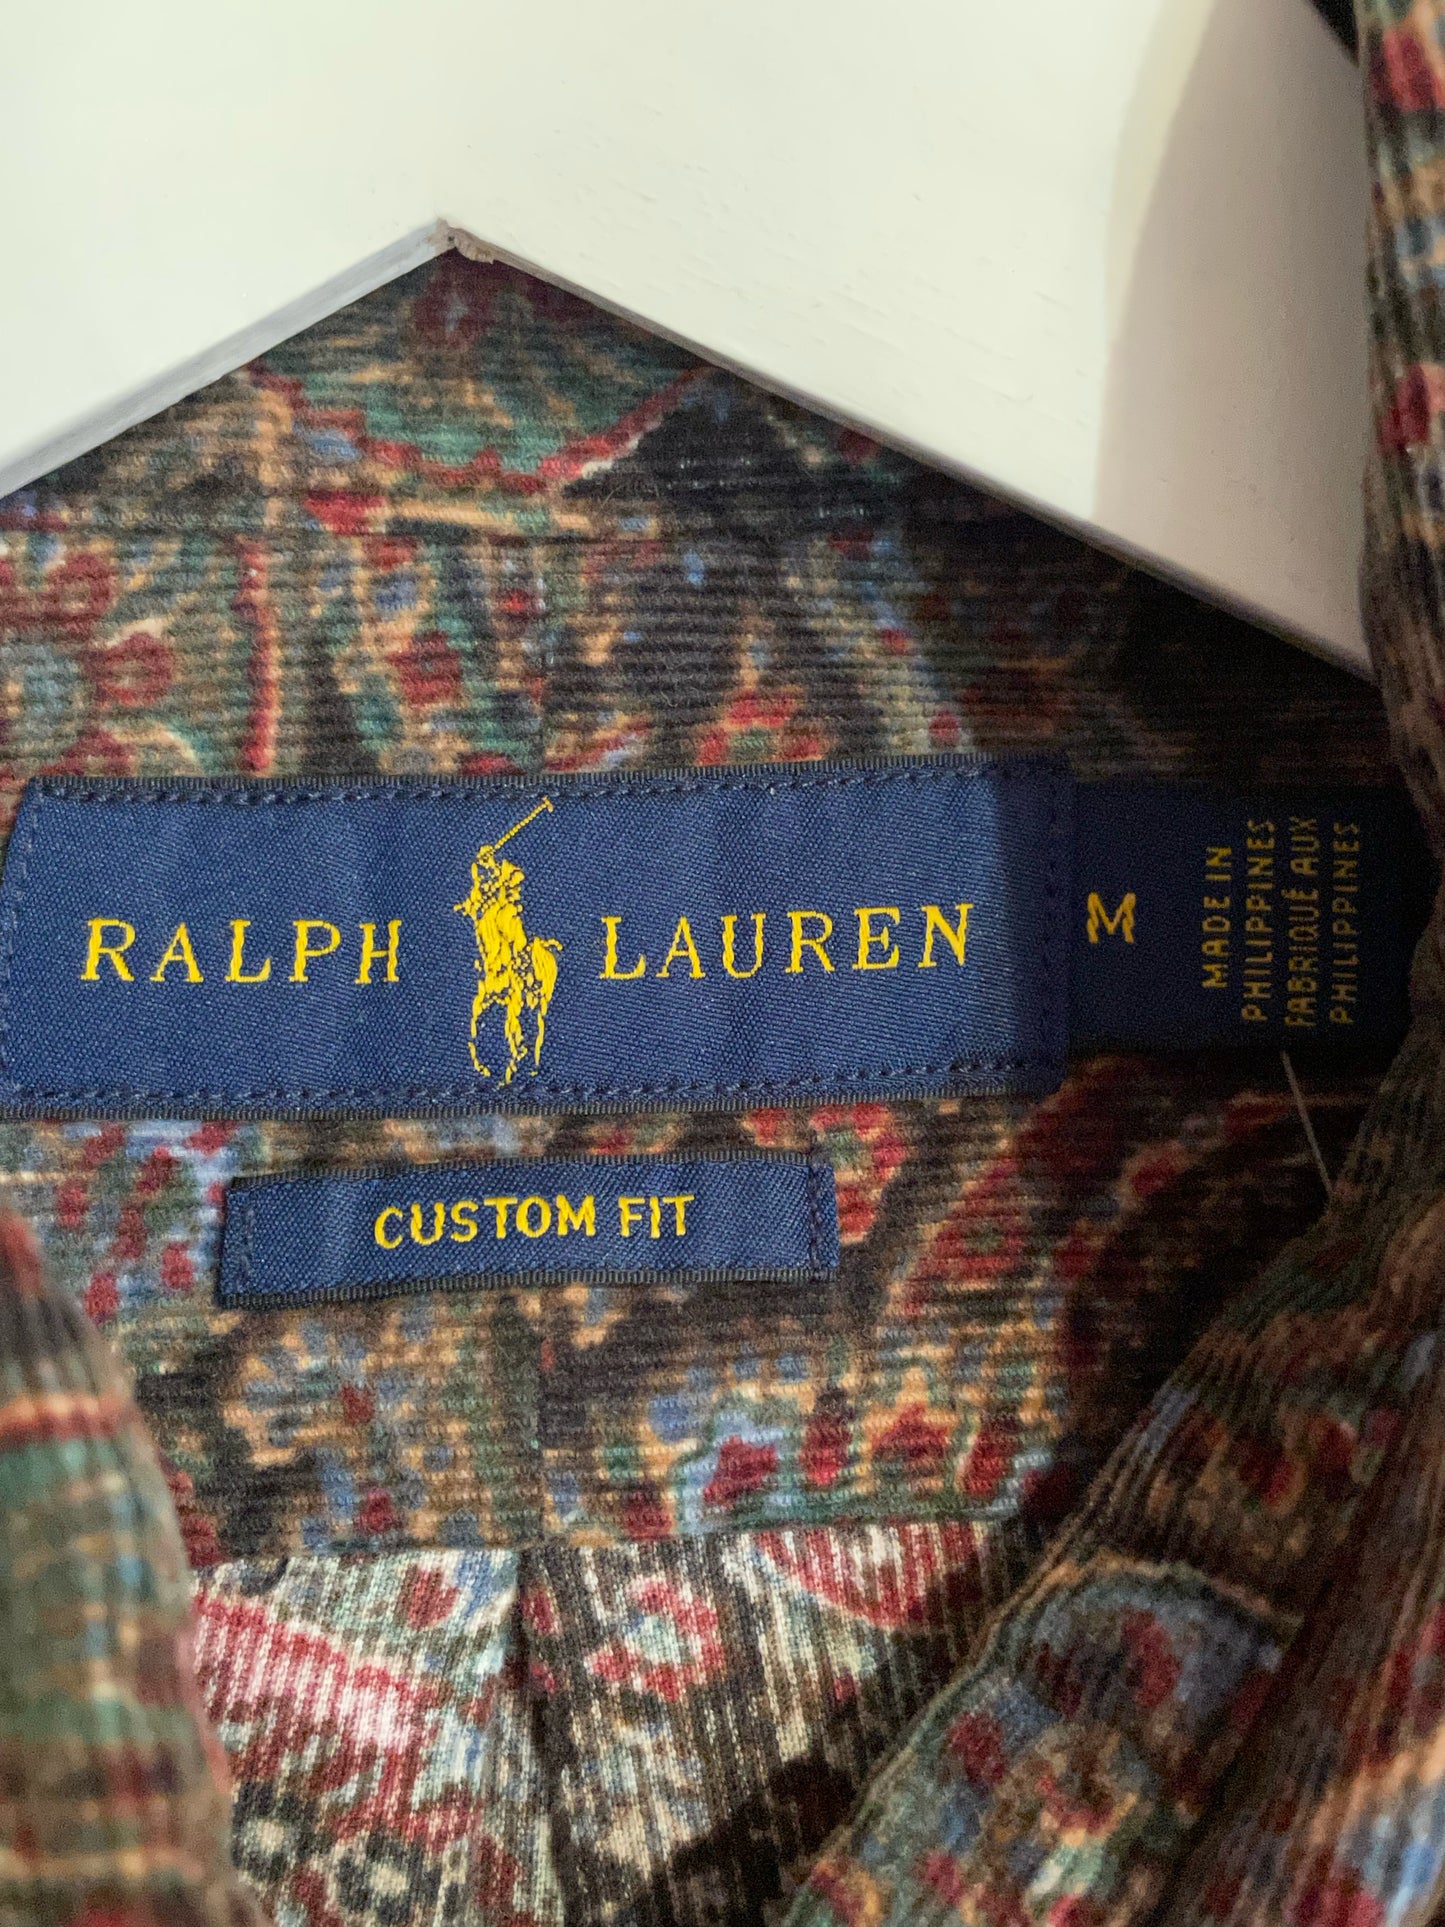 RALPH LAUREN
M
MADE IN
PHILIPPINES
FABRIQUÉ AUX
PHILIPPINES
CUSTOM FIT